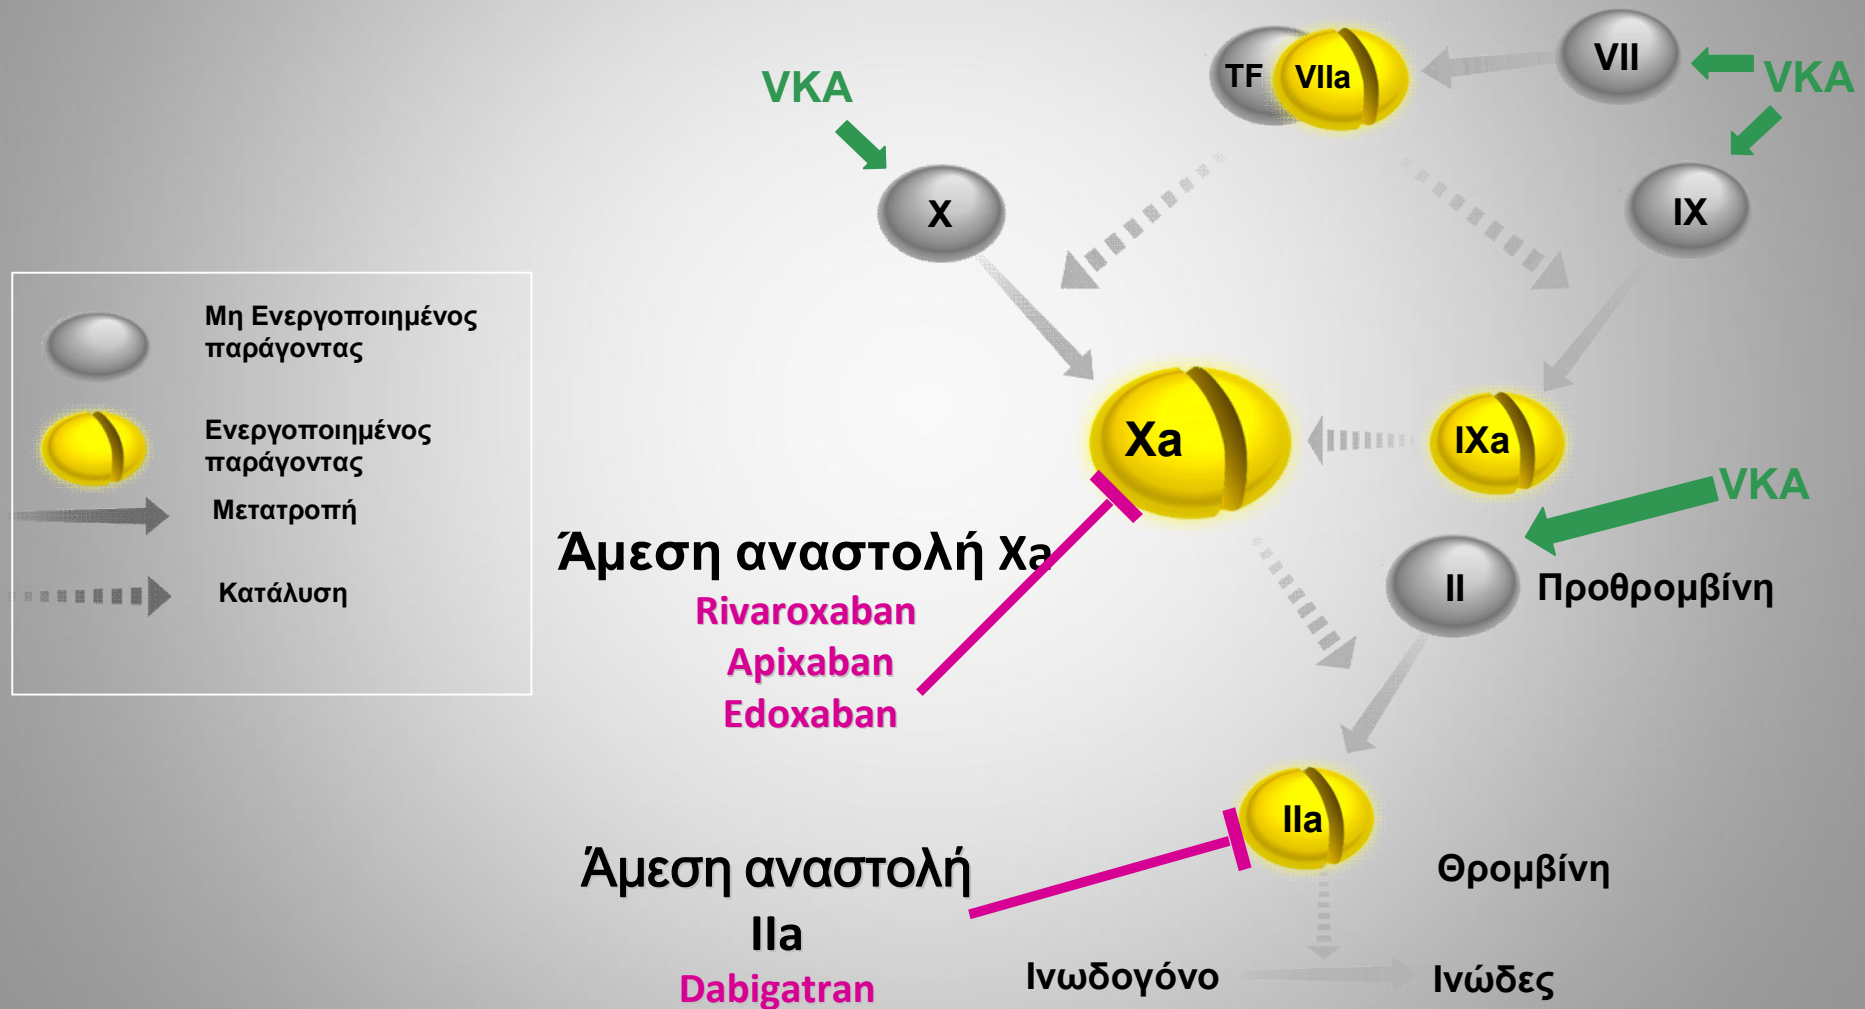 TF
VIIa
VII
VKA
VKA
X
IX
Μη Ενεργοποιημένος
παράγοντας
Ενεργοποιημένος
παράγοντας
Μετατροπή
Κατάλυση
Xa
IXa
VKA
Άμεση αναστολή Xa
Rivaroxaban
Apixaban
Edoxaban
II
Προθρομβίνη
IIa
Θρομβίνη
Άμεση αναστολή
IIa
Dabigatran
Ινωδογόνο
Ινώδες